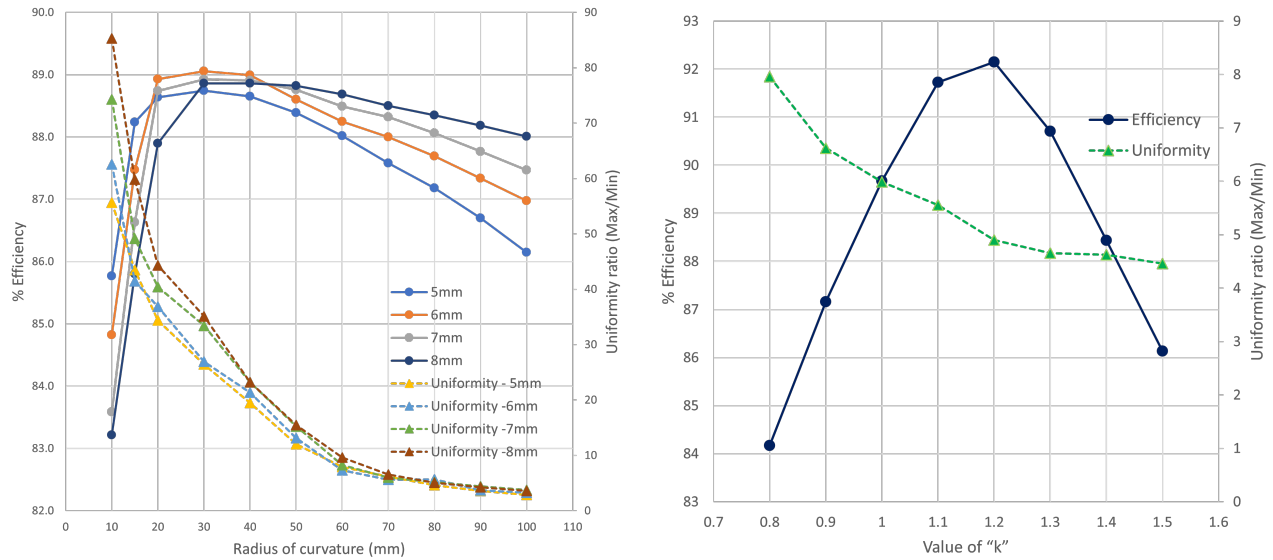 90.0
89.0
88.0
87.0
86.0
85.0
84.0
83.0
82.0
% Efficiency
90
80
70
60
50
40
30
20
10
0
Uniformity ratio (Max/Min)
5mm
6mm
7mm
8mm
Uniformity - 5mm
Uniformity -6mm
Uniformity -7mm
Uniformity -8mm
0 10 20 30 40 50 60 70 80 90 100 110
Radius of curvature (mm)
93
92
91
90
89
88
87
86
85
84
83
% Efficiency
9
8
7
6
5
4
3
2
1
0
Uniformity ratio (Max/Min)
Efficiency
Uniformity
0.7 0.8 0.9 1 1.1 1.2 1.3 1.4 1.5 1.6
Value of “k”